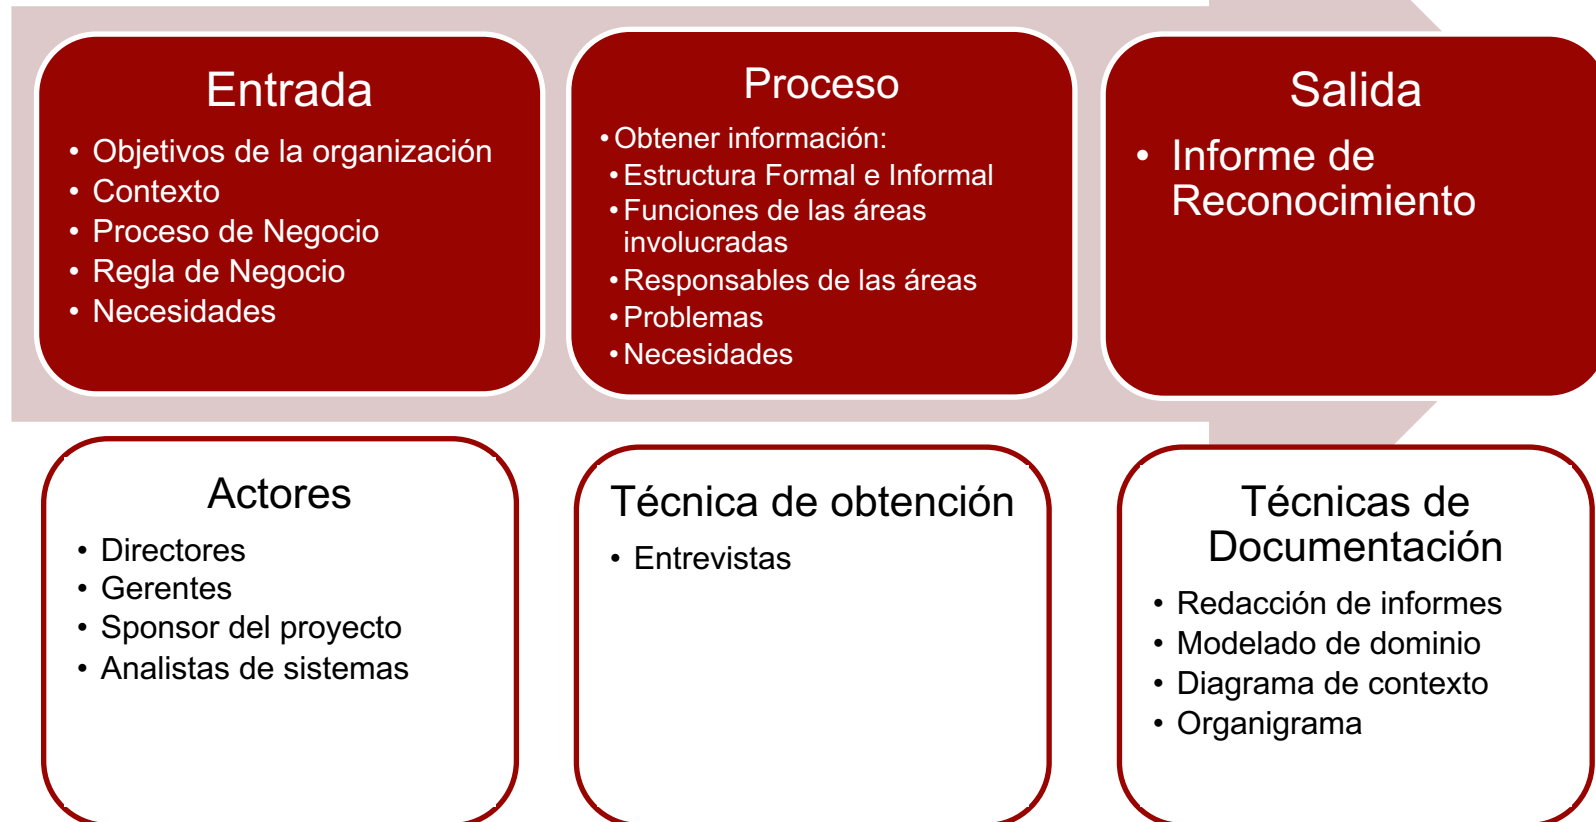 Entrada
• Objetivos de la organización
• Contexto
• Proceso de Negocio
• Regla de Negocio
• Necesidades
Proceso
• Obtener información:
• Estructura Formal e Informal
• Funciones de las áreas
involucradas
• Responsables de las áreas
• Problemas
• Necesidades
Salida
• Informe de
Reconocimiento
Actores
• Directores
• Gerentes
• Sponsor del proyecto
• Analistas de sistemas
Técnica de obtención
• Entrevistas
Técnicas de
Documentación
• Redacción de informes
• Modelado de dominio
• Diagrama de contexto
• Organigrama